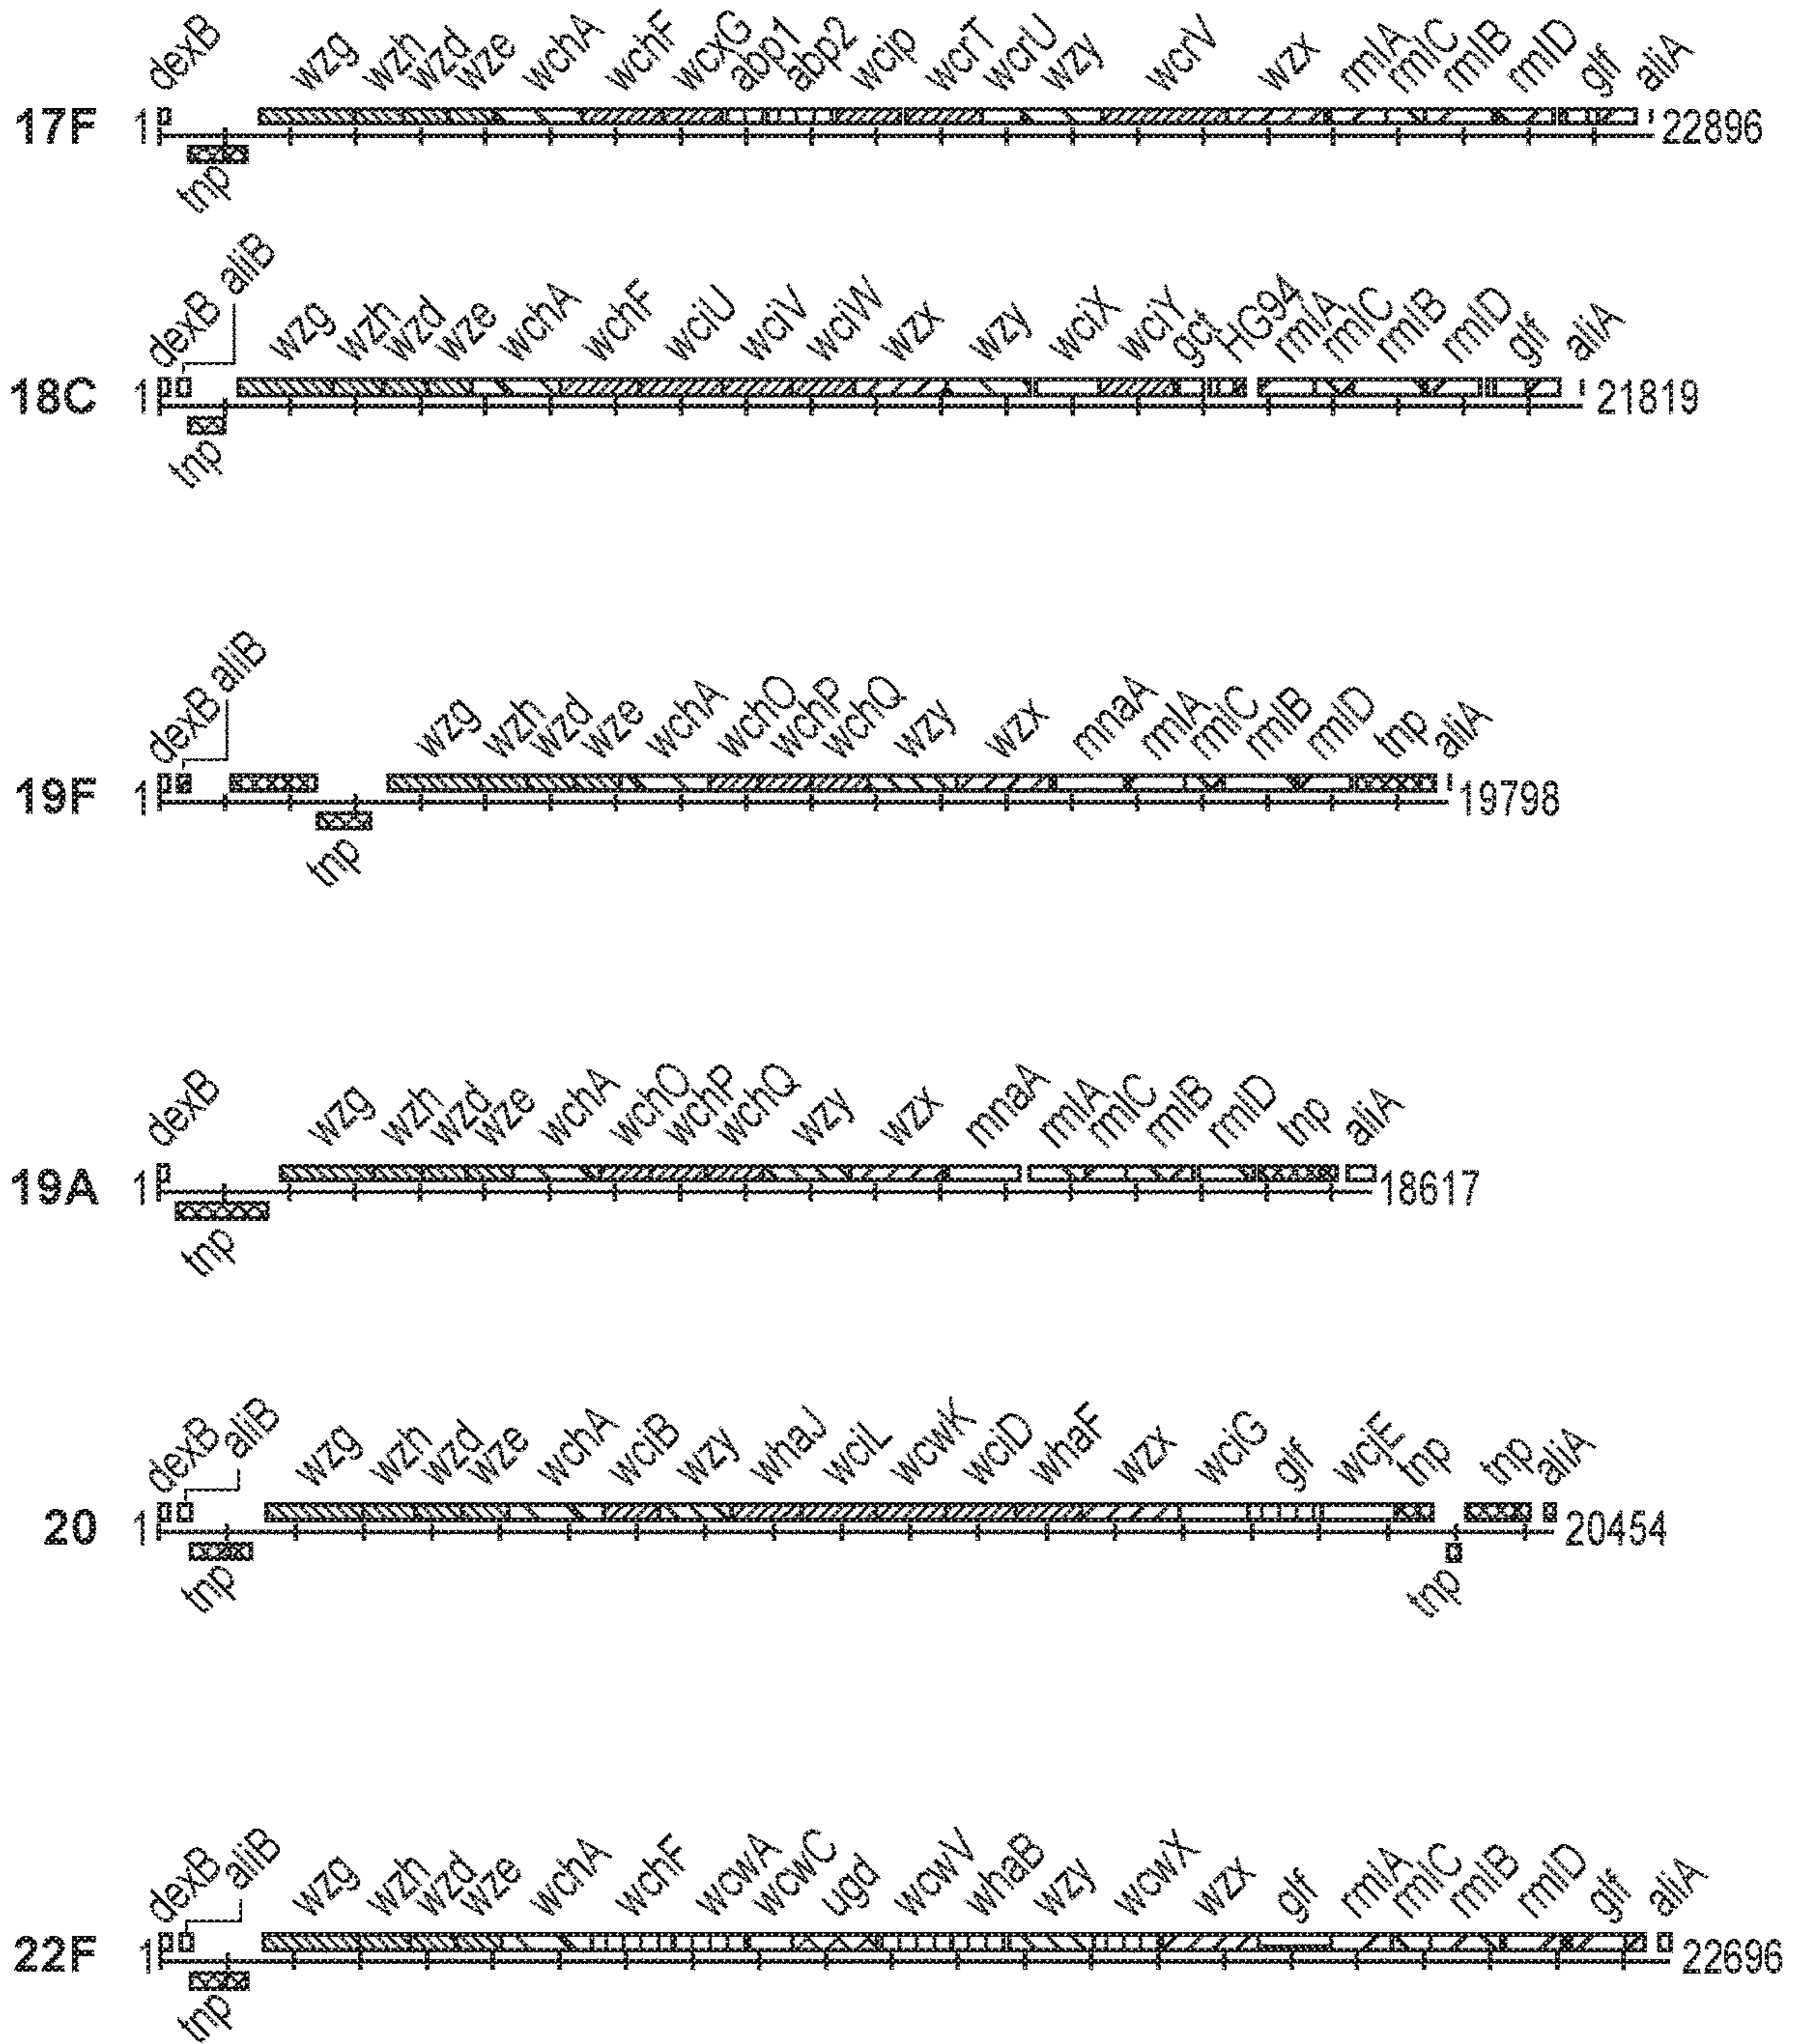 dexB wzg wzh wzd wze wchA wchF wcxG abp1 abp2 wcip wcrT wcrU wzy wcrV wzx rmlA rmlC rmlB rmlD glf aliA
17F 1 22896
tnp
dexB aliB wzg wzh wzd wze wchA wchF wciU wciV wciW wzx wzy wciX wciY gct HG94 rmlA rmlC rmlB rmlD glf aliA
18C 1 21819
tnp
dexB aliB wzg wzh wzd wze wchA wchO wchP wchQ wzy wzx mnaA rmlA rmlC rmlB rmlD tnp aliA
19F 1 19798
tnp
dexB wzg wzh wzd wze wchA wchO wchP wchQ wzy wzx mnaA rmlA rmlC rmlB rmlD tnp aliA
19A 1 18617
tnp
dexB aliB wzg wzh wzd wze wchA wciB wzy whaJ wciL wcwK wciD whaF wzx wciG glf wcjE tnp tnp aliA
20 1 20454
tnp tnp
dexB aliB wzg wzh wzd wze wchA wchF wcwA wcwC ugd wcwV whaB wzy wcwX wzx glf rmlA rmlC rmlB rmlD glf aliA
22F 1 22696
tnp